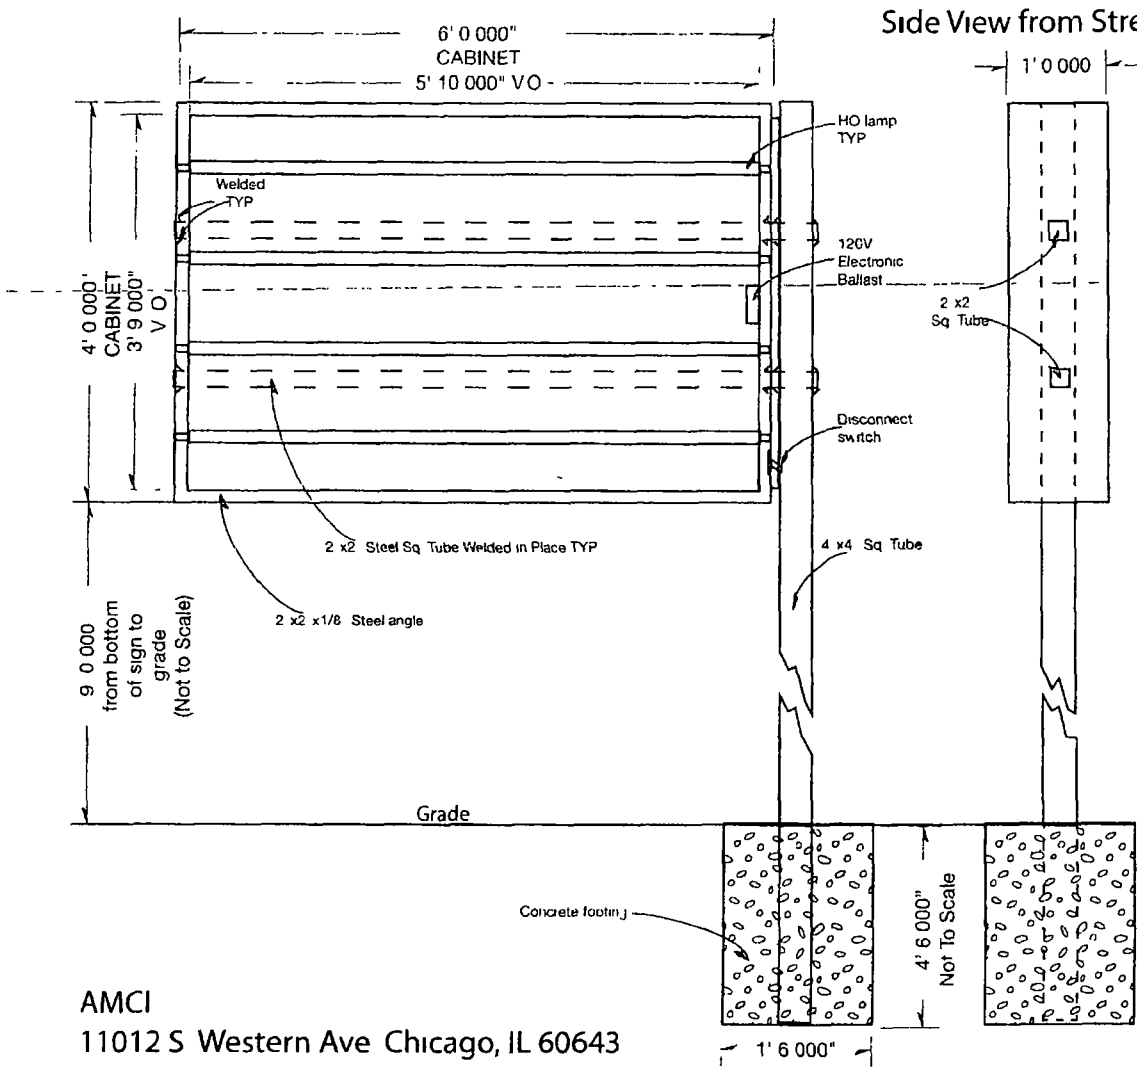 Side View from Stre
6' 0 000"
CABINET
5' 10 000" V O
1' 0 000
HO lamp
TYP
Welded
TYP
120V
Electronic
Ballast
4' 0 000'
CABINET
3' 9 000"
V O
2 x2
Sq Tube
Disconnect
switch
2 x2 Steel Sq Tube Welded in Place TYP
4 x4 Sq Tube
2 x2 x1/8 Steel angle
9 0 000
from bottom
of sign to
grade
(Not to Scale)
Grade
Concrete footing
4' 6 000"
Not To Scale
AMCI
11012 S Western Ave Chicago, IL 60643
1' 6 000"